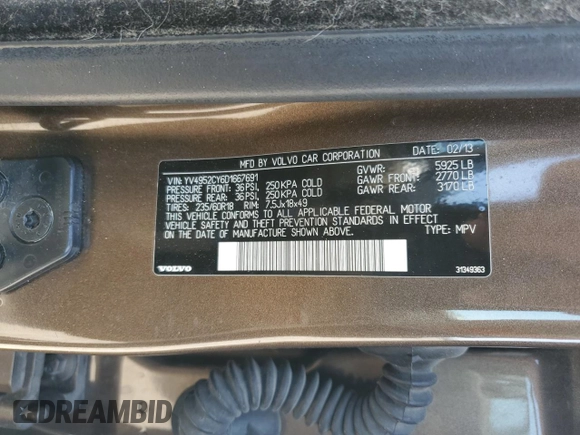 MFD BY VOLVO CAR CORPORATION DATE: 02/13
VIN: YV4952CY6D1667691 GVWR: 5925 LB
PRESSURE FRONT: 36 PSI, 250 KPA COLD GAWR FRONT: 2770 LB
PRESSURE REAR: 36 PSI, 250 KPA COLD GAWR REAR: 3170 LB
TIRES: 235/60R18 RIM: 7.5Jx18x49
THIS VEHICLE CONFORMS TO ALL APPLICABLE FEDERAL MOTOR
VEHICLE SAFETY AND THEFT PREVENTION STANDARDS IN EFFECT
ON THE DATE OF MANUFACTURE SHOWN ABOVE. TYPE: MPV
VOLVO 31349363
DREAMBID